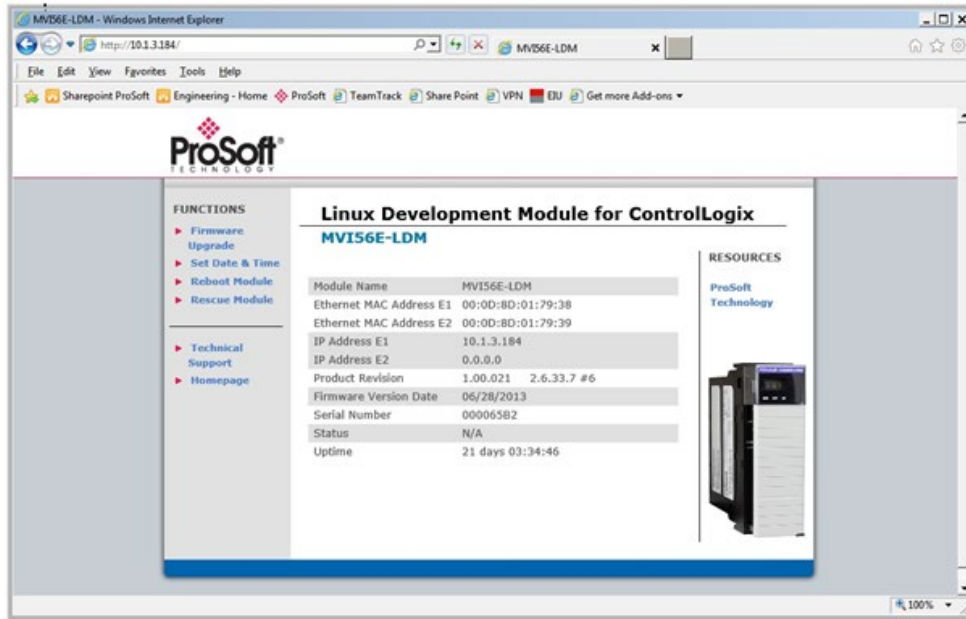 MVI56E-LDM - Windows Internet Explorer
http://10.1.3.184/
MVI56E-LDM
File Edit View Favorites Tools Help
Sharepoint ProSoft Engineering - Home ProSoft TeamTrack Share Point VPN EIU Get more Add-ons
ProSoft®
TECHNOLOGY
FUNCTIONS
Firmware
Upgrade
Set Date & Time
Reboot Module
Rescue Module
Technical
Support
Homepage
Linux Development Module for ControlLogix
MVI56E-LDM
Module Name MVI56E-LDM
Ethernet MAC Address E1 00:0D:8D:01:79:38
Ethernet MAC Address E2 00:0D:8D:01:79:39
IP Address E1 10.1.3.184
IP Address E2 0.0.0.0
Product Revision 1.00.021 2.6.33.7 #6
Firmware Version Date 06/28/2013
Serial Number 000065B2
Status N/A
Uptime 21 days 03:34:46
RESOURCES
ProSoft
Technology
100%